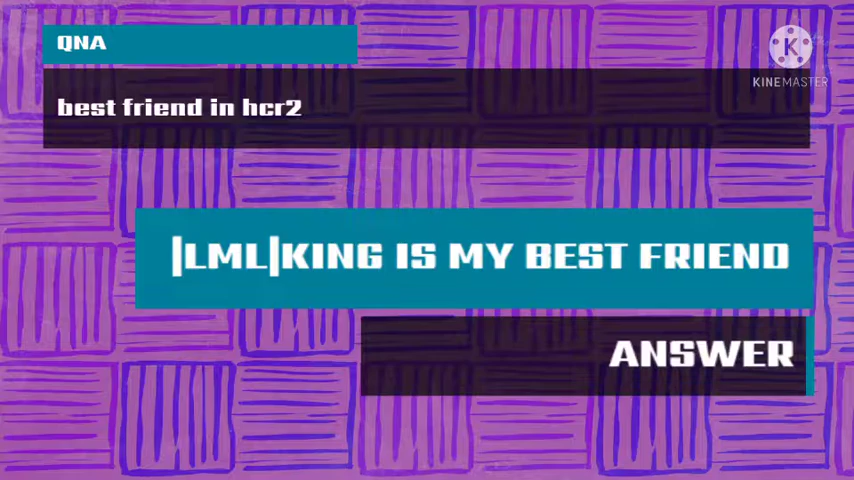 QNA
K
KINEMASTER
best friend in hcr2
|LML|KING IS MY BEST FRIEND
ANSWER